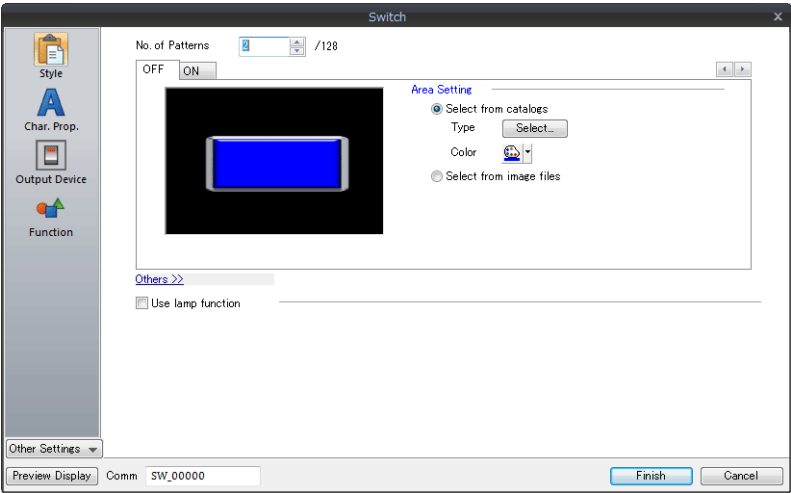 Switch
x
No. of Patterns 2 /128
Style
OFF ON
Area Setting
Select from catalogs
Char. Prop.
Type Select...
Color
Output Device
Select from image files
Function
Others >>
Use lamp function
Other Settings
Preview Display Comm SW_00000 Finish Cancel